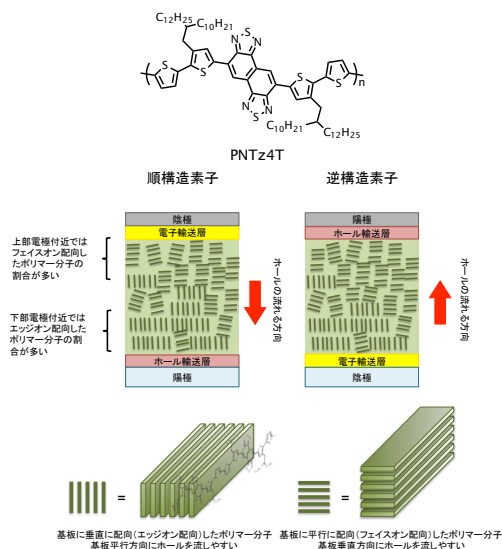 C12H25
C10H21
N
S
N
S
S
S
S
n
N
S
N
C10H21
C12H25
PNTz4T
順構造素子
逆構造素子
陰極
電子輸送層
陽極
ホール輸送層
上部電極付近では
フェイスオン配向し
たポリマー分子の
割合が多い
ホールの流れる方向
ホールの流れる方向
下部電極付近では
エッジオン配向した
ポリマー分子の割
合が多い
ホール輸送層
陽極
電子輸送層
陰極
=
=
基板に垂直に配向(エッジオン配向)したポリマー分子
基板平行方向にホールを流しやすい
基板に平行に配向(フェイスオン配向)したポリマー分子
基板垂直方向にホールを流しやすい